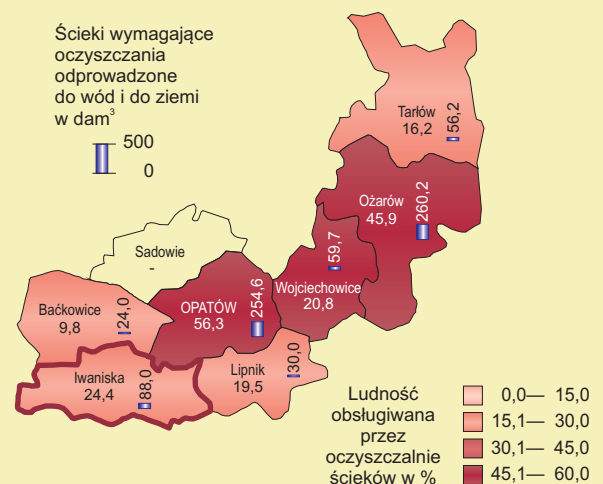 Ścieki wymagające
oczyszczania
odprowadzone
do wód i do ziemi
w dam³
500
0
Tarłów
16,2
56,2
Ożarów
45,9
260,2
Sadowie
-
59,7
Wojciechowice
20,8
OPATÓW
56,3
254,6
Baćkowice
9,8
24,0
Iwaniska
24,4
88,0
Lipnik
19,5
30,0
Ludność
obsługiwana
przez
oczyszczalnie
ścieków w %
0,0— 15,0
15,1— 30,0
30,1— 45,0
45,1— 60,0